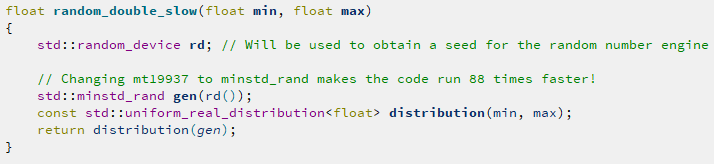 float random_double_slow(float min, float max)
{
    std::random_device rd; // Will be used to obtain a seed for the random number engine
    // Changing mt19937 to minstd_rand makes the code run 88 times faster!
    std::minstd_rand gen(rd());
    const std::uniform_real_distribution<float> distribution(min, max);
    return distribution(gen);
}